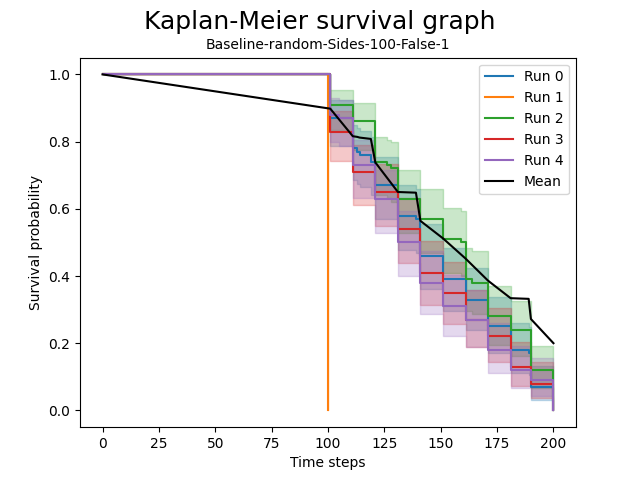 Kaplan-Meier survival graph
Baseline-random-Sides-100-False-1
Survival probability
1.0
0.8
0.6
0.4
0.2
0.0
Run 0
Run 1
Run 2
Run 3
Run 4
Mean
0 25 50 75 100 125 150 175 200
Time steps